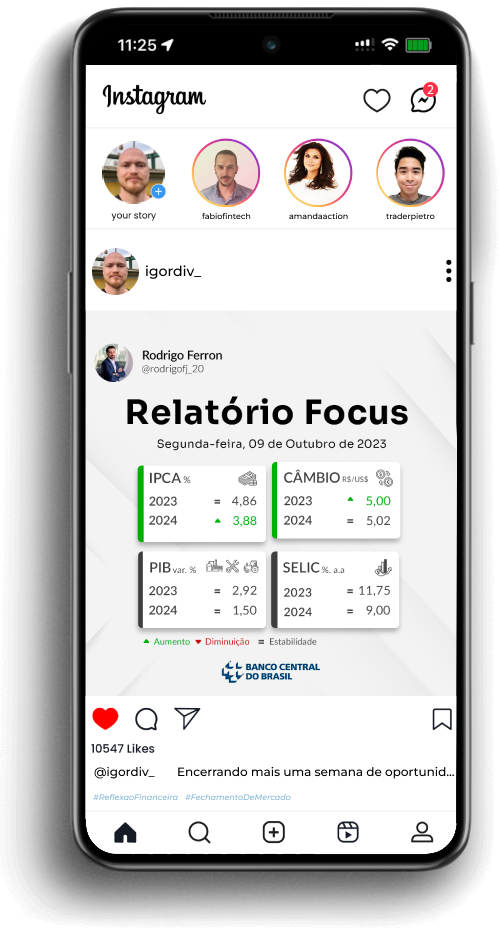 11:25
Instagram
2
your story
fabiofintech
amandaaction
traderpietro
igordiv_
Rodrigo Ferron
@rodrigofj_20
Relatório Focus
Segunda-feira, 09 de Outubro de 2023
IPCA %
2023 = 4,86
2024 ▲ 3,88
CÂMBIO R$/US$
2023 ▲ 5,00
2024 = 5,02
PIB var. %
2023 = 2,92
2024 = 1,50
SELIC %. a.a
2023 = 11,75
2024 = 9,00
▲ Aumento ▼ Diminuição = Estabilidade
BANCO CENTRAL
DO BRASIL
10547 Likes
@igordiv_ Encerrando mais uma semana de oportunid...
#ReflexaoFinanceira #FechamentoDeMercado